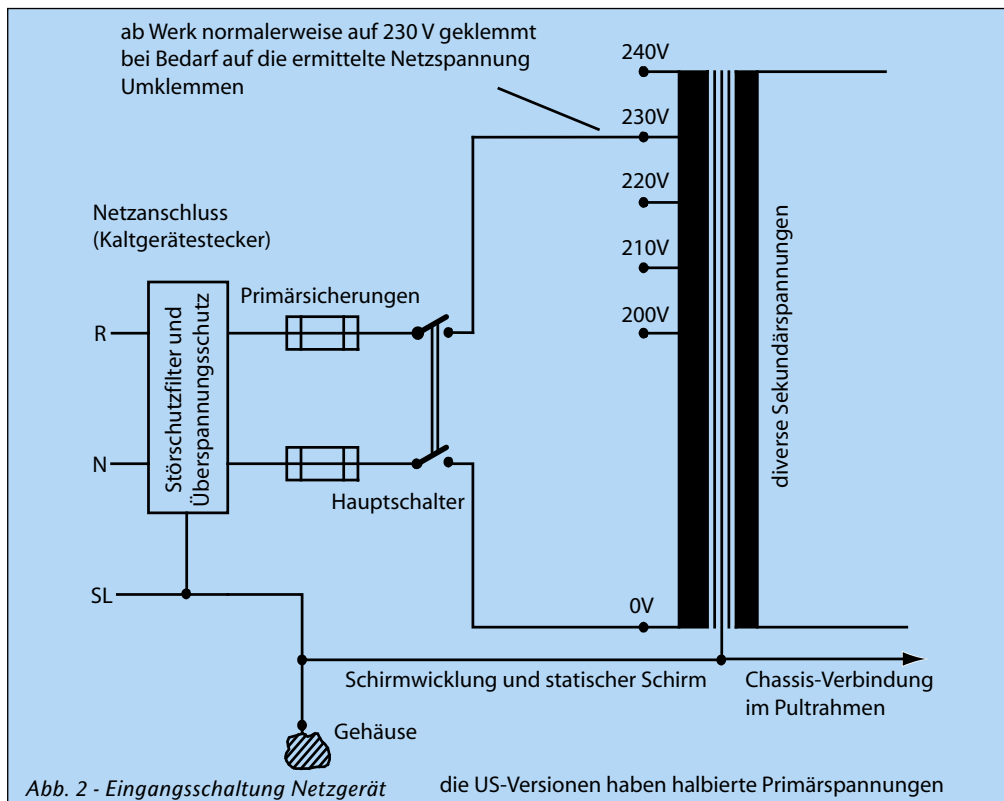 ab Werk normalerweise auf 230 V geklemmt
bei Bedarf auf die ermittelte Netzspannung
Umklemmen
240V
230V
220V
210V
200V
0V
Netzanschluss
(Kaltgerätestecker)
Primärsicherungen
R
N
SL
Störschutzfilter und
Überspannungsschutz
Hauptschalter
diverse Sekundärspannungen
Schirmwicklung und statischer Schirm
Chassis-Verbindung
im Pultrahmen
Gehäuse
Abb. 2 - Eingangsschaltung Netzgerät
die US-Versionen haben halbierte Primärspannungen